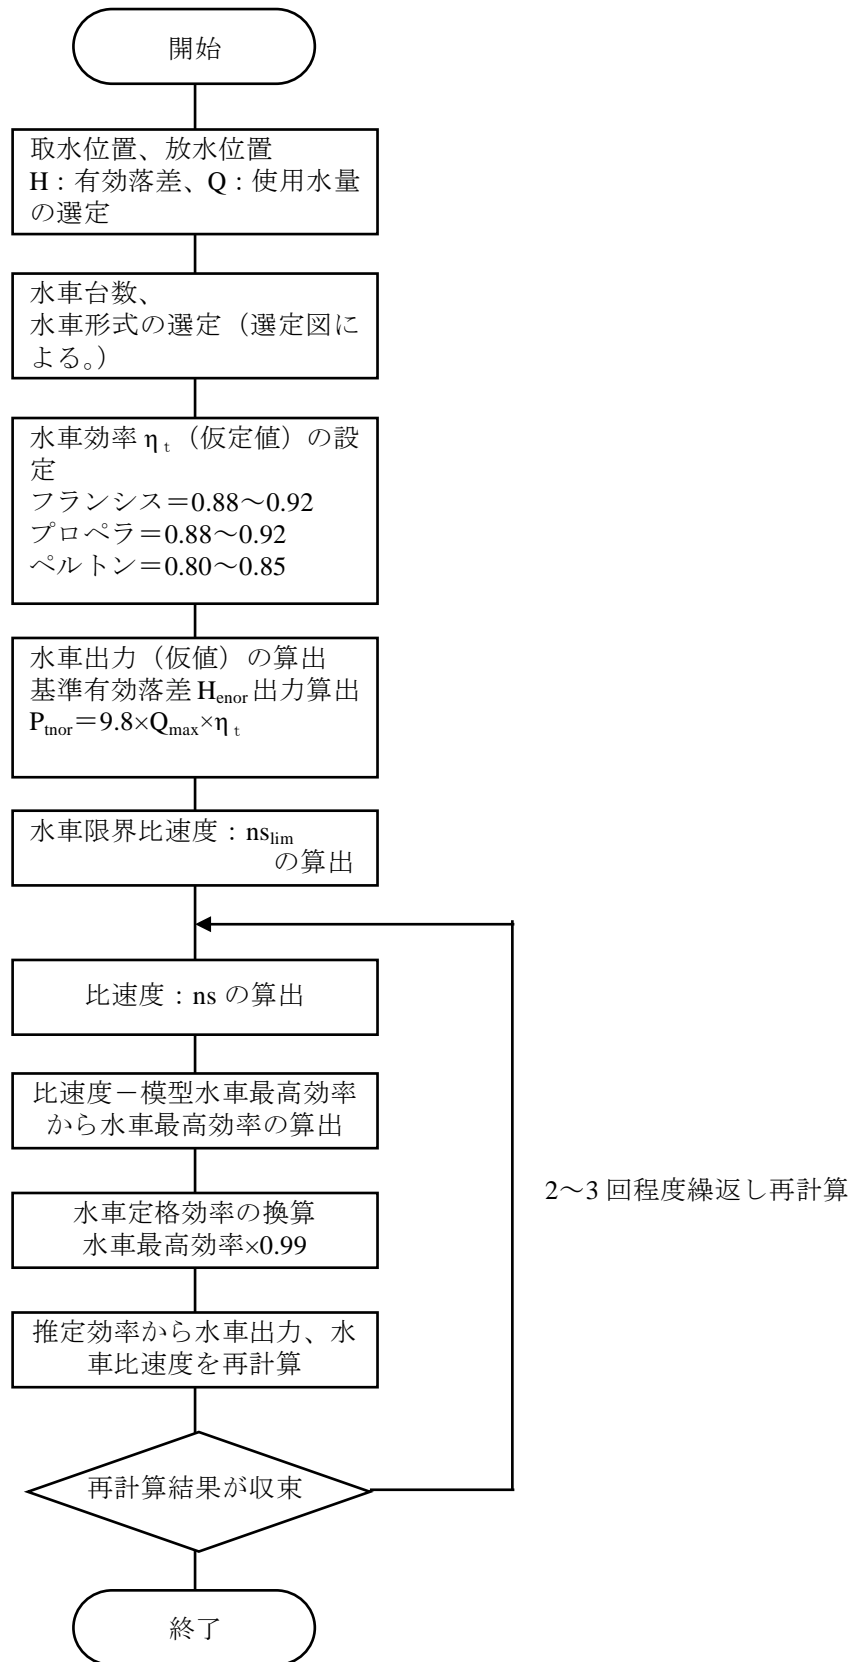 開始
取水位置、放水位置
H：有効落差、Q：使用水量
の選定
水車台数、
水車形式の選定（選定図に
よる。）
水車効率 ηt（仮定値）の設
定
フランシス＝0.88～0.92
プロペラ＝0.88～0.92
ペルトン＝0.80～0.85
水車出力（仮値）の算出
基準有効落差 Henor 出力算出
Ptnor＝9.8×Qmax×ηt
水車限界比速度：nslim
の算出
比速度：ns の算出
比速度－模型水車最高効率
から水車最高効率の算出
水車定格効率の換算
水車最高効率×0.99
2～3 回程度繰返し再計算
推定効率から水車出力、水
車比速度を再計算
再計算結果が収束
終了